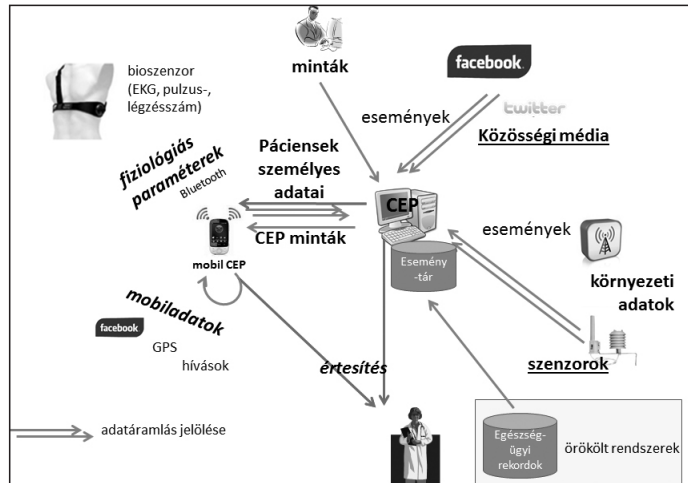 minták
facebook
twitter
Közösségi média
események
bioszenzor
(EKG, pulzus-,
légzésszám)
fiziológiás
paraméterek
Bluetooth
Páciensek
személyes
adatai
CEP
CEP minták
mobil CEP
Esemény
-tár
események
környezeti
adatok
szenzorok
mobiladatok
facebook
GPS
hívások
értesítés
adatáramlás jelölése
Egészség-
ügyi
rekordok
örökölt rendszerek